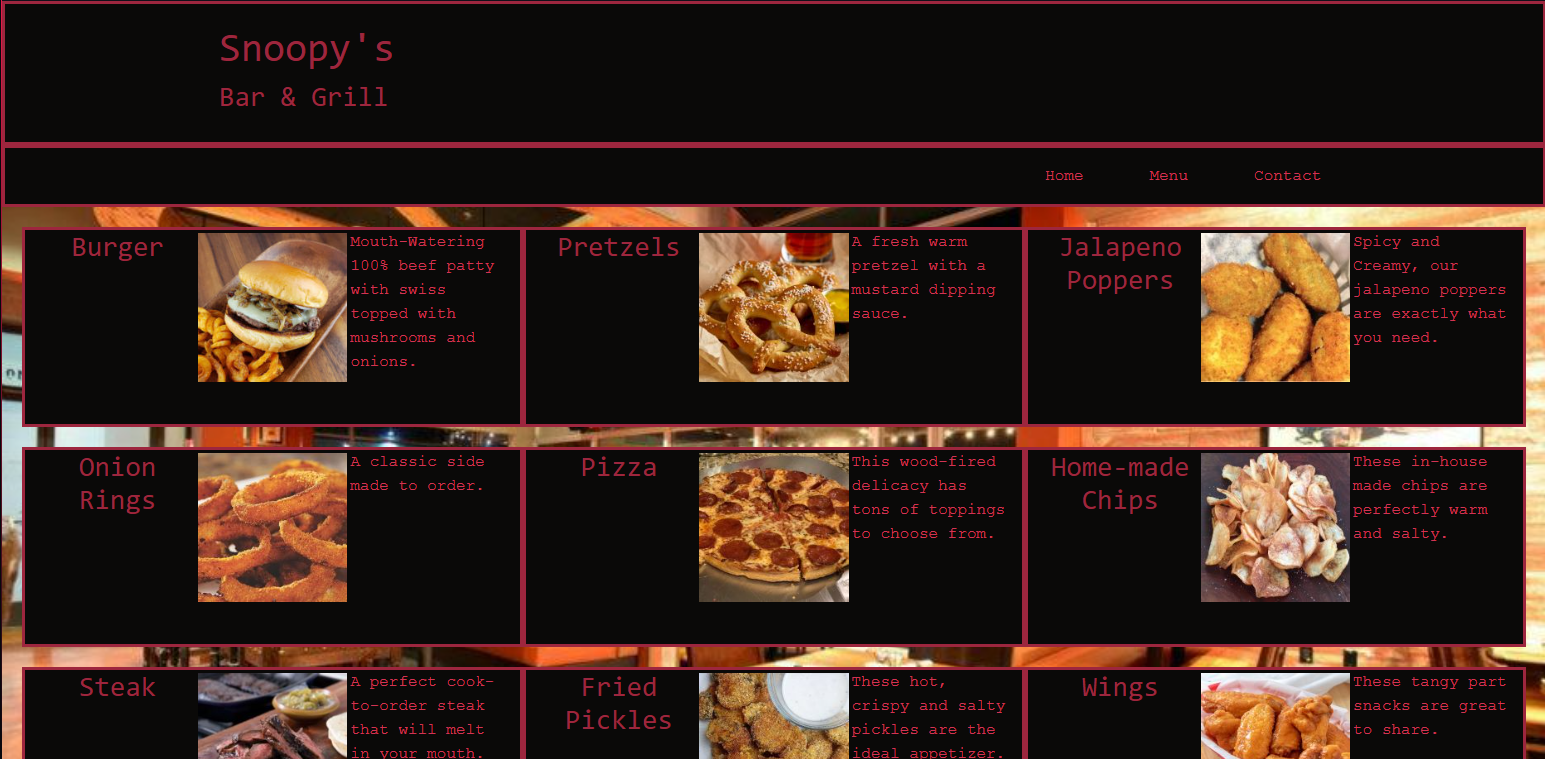 Snoopy's
Bar & Grill
Home
Menu
Contact
Burger
Mouth-Watering
100% beef patty
with swiss
topped with
mushrooms and
onions.
Pretzels
A fresh warm
pretzel with a
mustard dipping
sauce.
Jalapeno
Poppers
Spicy and
Creamy, our
jalapeno poppers
are exactly what
you need.
Onion
Rings
A classic side
made to order.
Pizza
This wood-fired
delicacy has
tons of toppings
to choose from.
Home-made
Chips
These in-house
made chips are
perfectly warm
and salty.
Steak
A perfect cook-
to-order steak
that will melt
in your mouth.
Fried
Pickles
These hot,
crispy and salty
pickles are the
ideal appetizer.
Wings
These tangy part
snacks are great
to share.